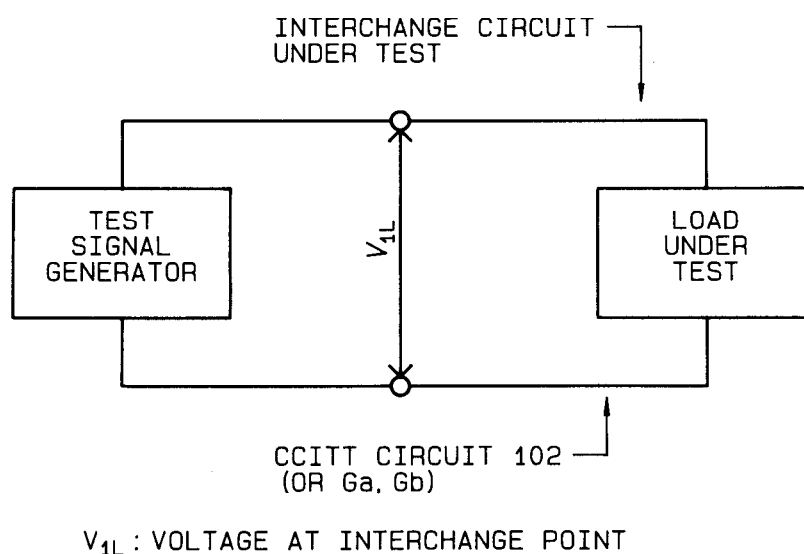 INTERCHANGE CIRCUIT
UNDER TEST
TEST
SIGNAL
GENERATOR
V1L
LOAD
UNDER
TEST
CCITT CIRCUIT 102
(OR Ga, Gb)
V1L : VOLTAGE AT INTERCHANGE POINT